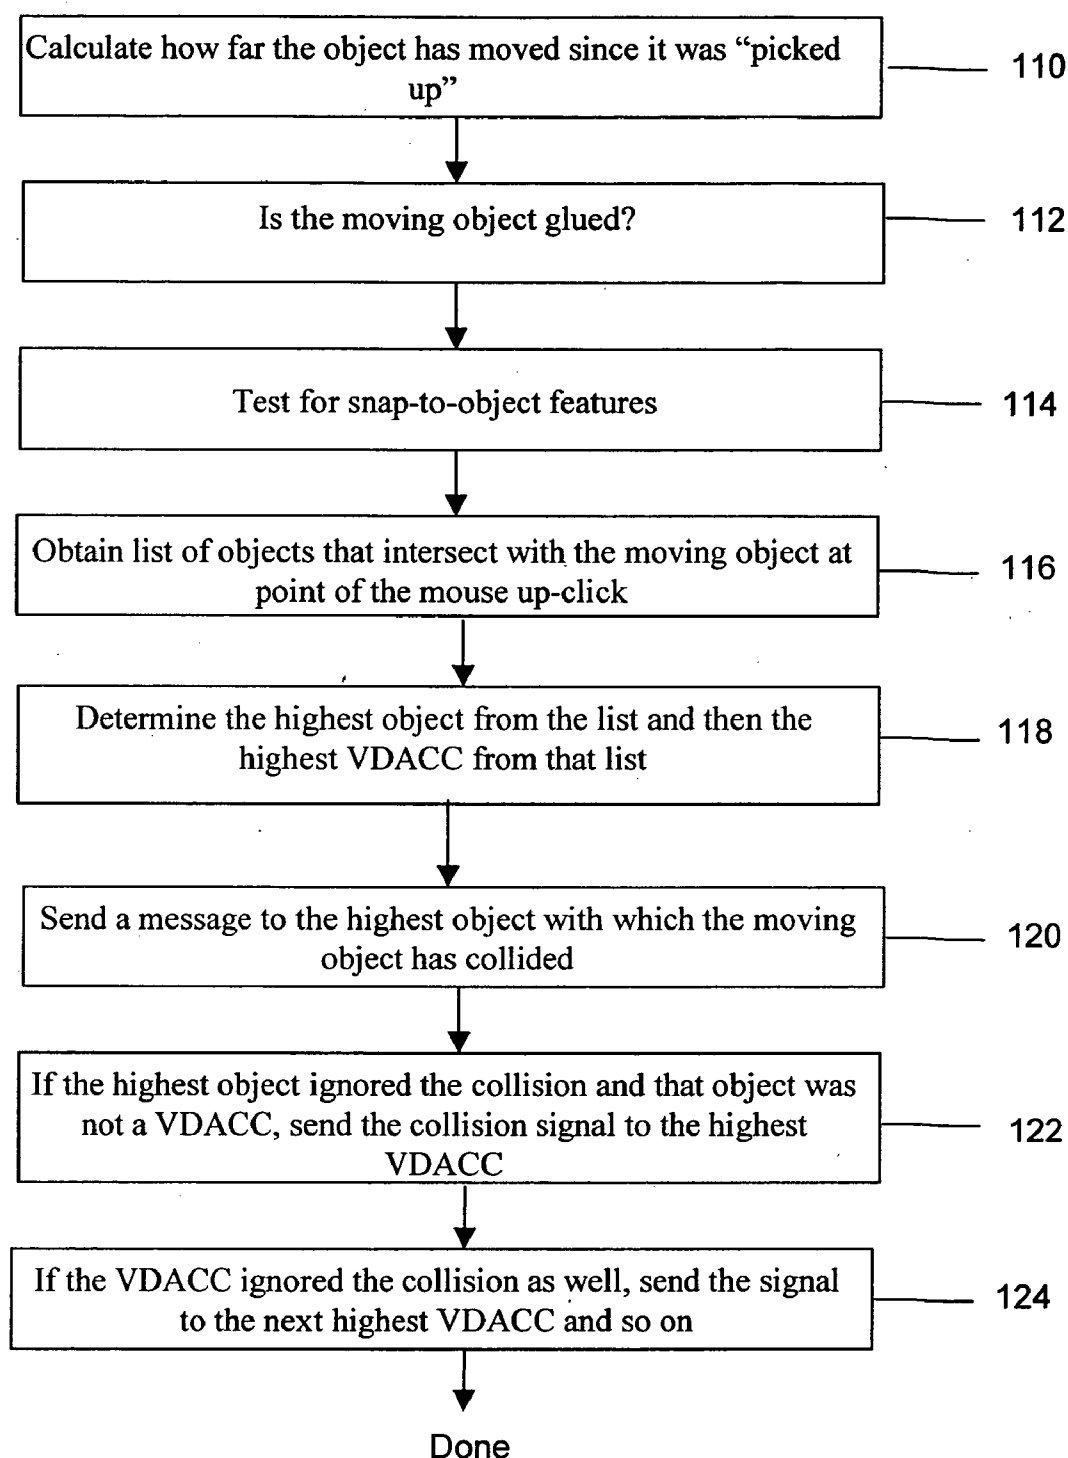 Calculate how far the object has moved since it was “picked
up”
110
Is the moving object glued?
112
Test for snap-to-object features
114
Obtain list of objects that intersect with the moving object at
point of the mouse up-click
116
Determine the highest object from the list and then the
highest VDACC from that list
118
Send a message to the highest object with which the moving
object has collided
120
If the highest object ignored the collision and that object was
not a VDACC, send the collision signal to the highest
VDACC
122
If the VDACC ignored the collision as well, send the signal
to the next highest VDACC and so on
124
Done